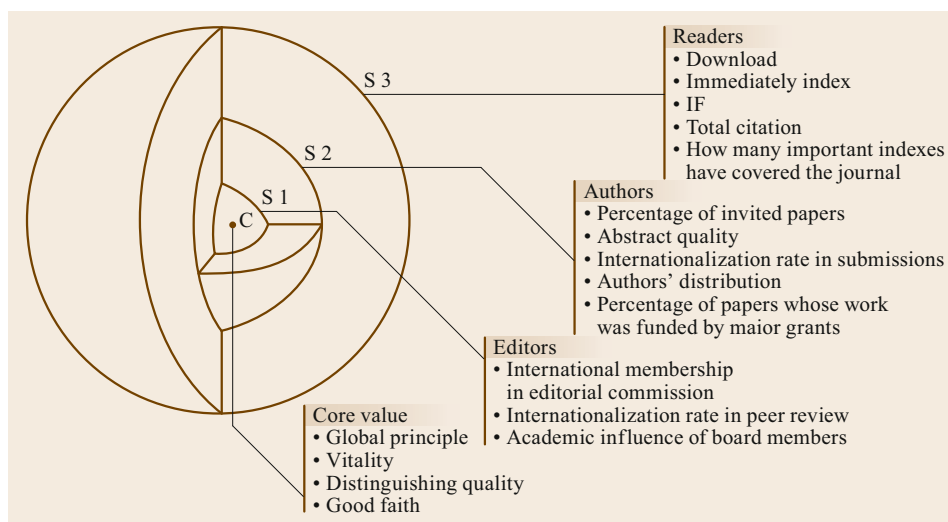 S 3
S 2
S 1
C
Readers
• Download
• Immediately index
• IF
• Total citation
• How many important indexes
have covered the journal
Authors
• Percentage of invited papers
• Abstract quality
• Internationalization rate in submissions
• Authors’ distribution
• Percentage of papers whose work
was funded by major grants
Editors
• International membership
in editorial commission
• Internationalization rate in peer review
• Academic influence of board members
Core value
• Global principle
• Vitality
• Distinguishing quality
• Good faith